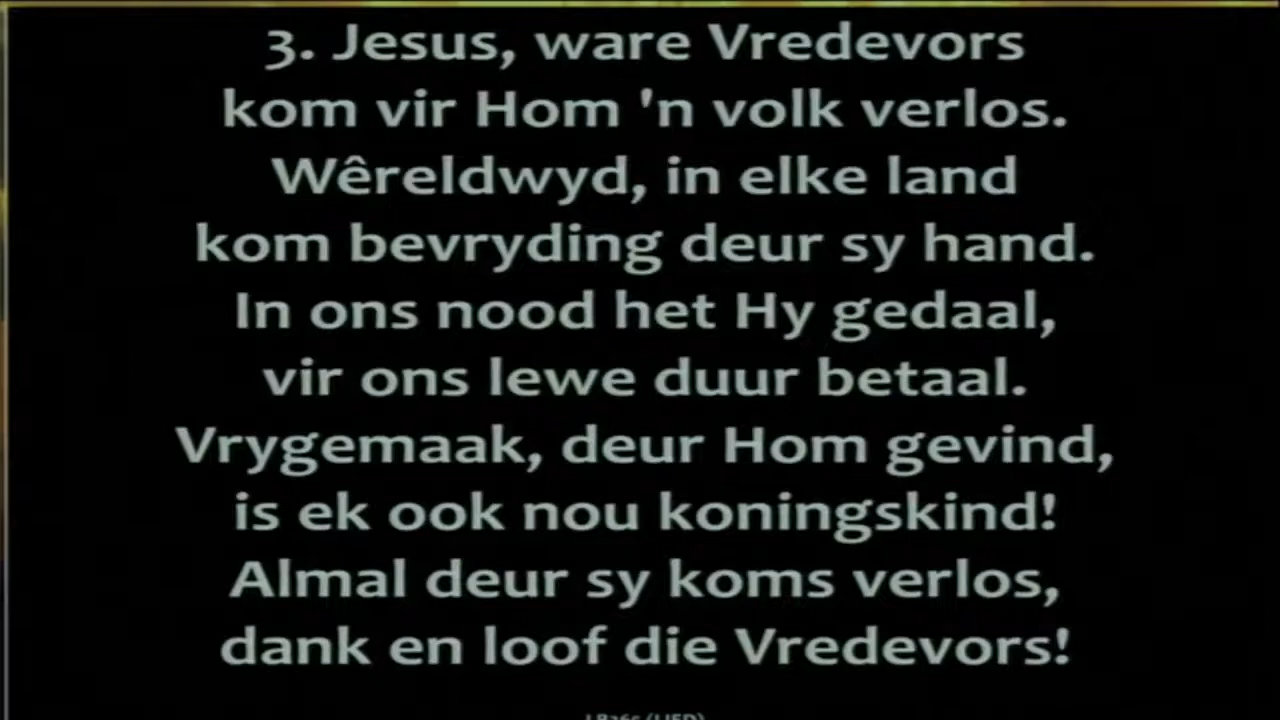 3. Jesus, ware Vredevors
kom vir Hom 'n volk verlos.
Wêreldwyd, in elke land
kom bevryding deur sy hand.
In ons nood het Hy gedaal,
vir ons lewe duur betaal.
Vrygemaak, deur Hom gevind,
is ek ook nou koningskind!
Almal deur sy koms verlos,
dank en loof die Vredevors!